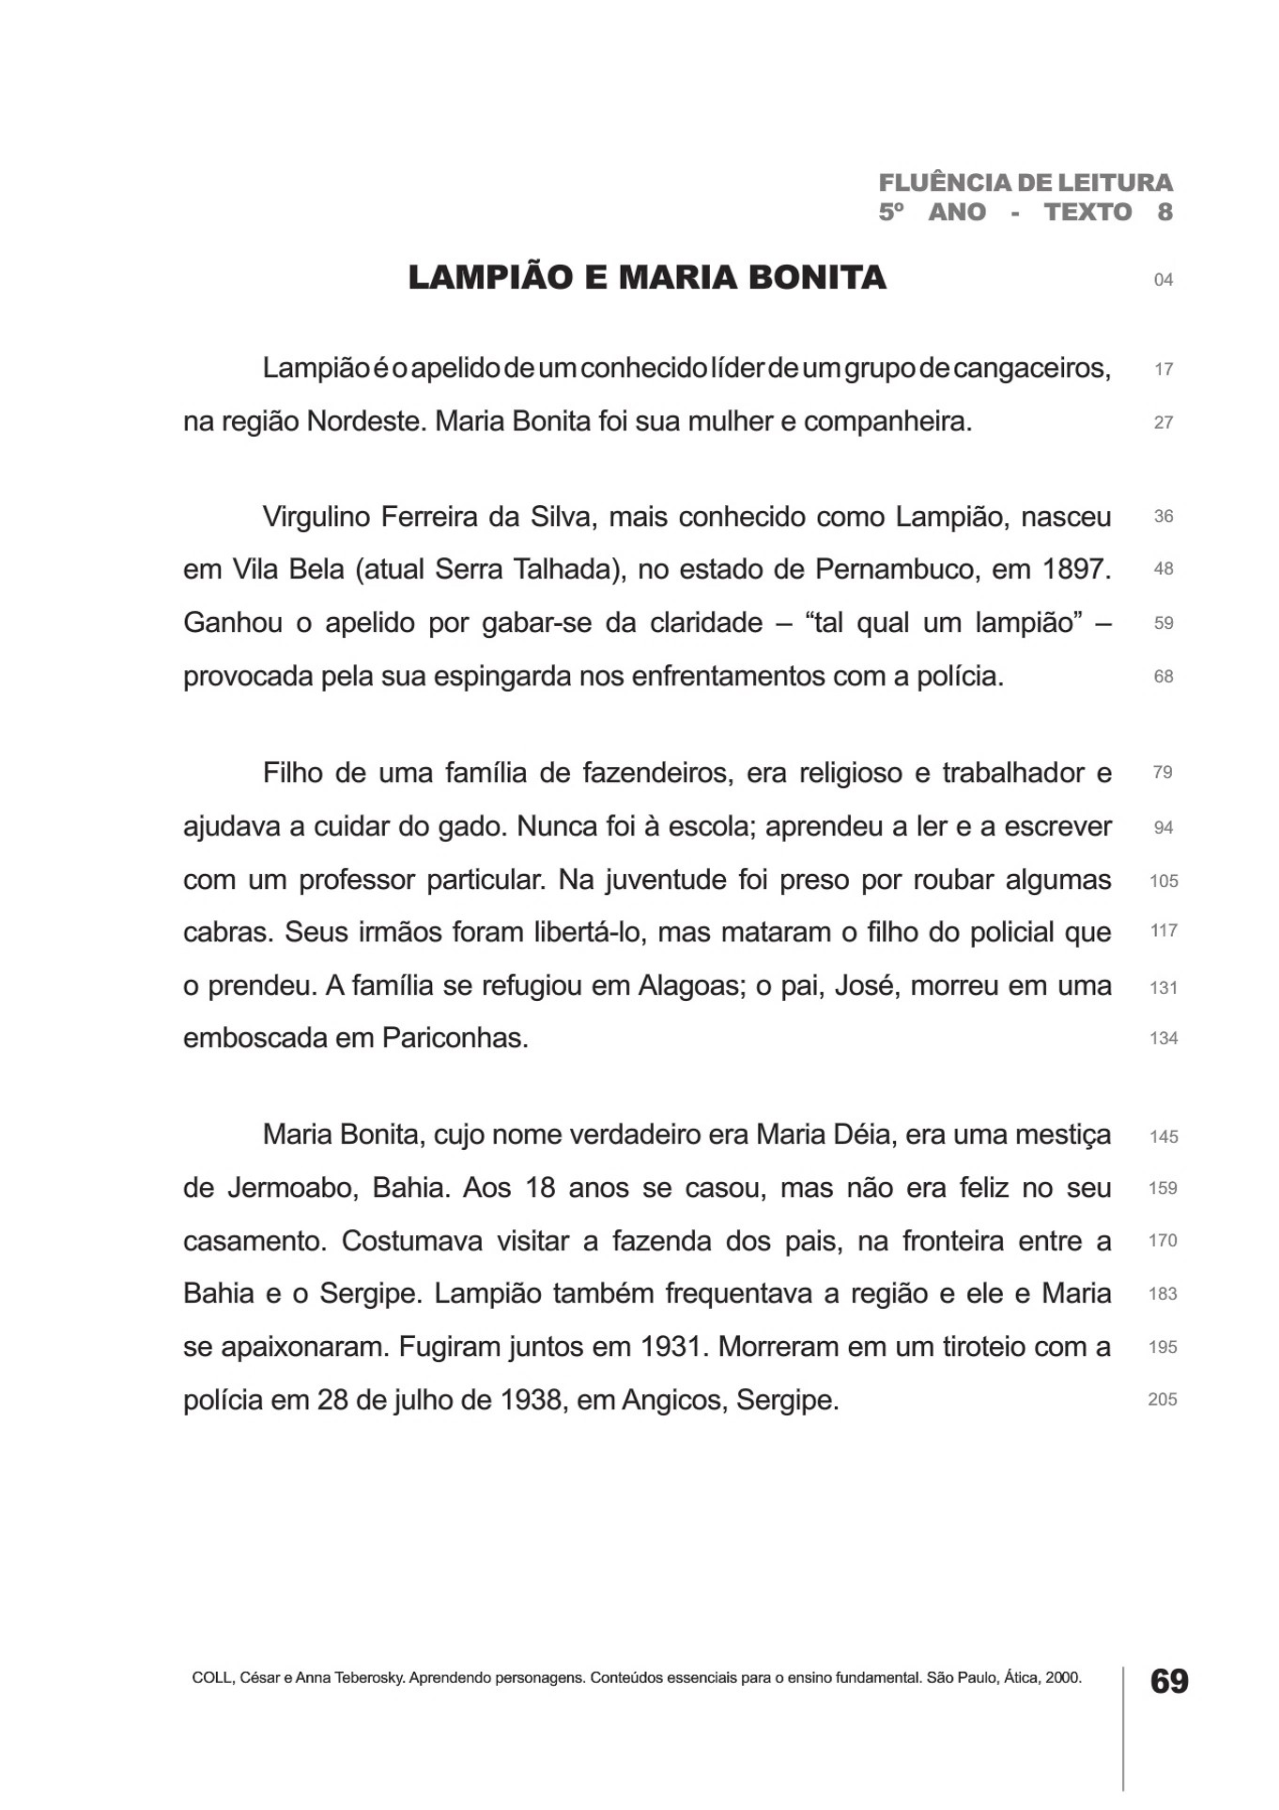 FLUÊNCIA DE LEITURA
5º ANO - TEXTO 8
LAMPIÃO E MARIA BONITA 04
Lampião é o apelido de um conhecido líder de um grupo de cangaceiros, 17
na região Nordeste. Maria Bonita foi sua mulher e companheira. 27
Virgulino Ferreira da Silva, mais conhecido como Lampião, nasceu 36
em Vila Bela (atual Serra Talhada), no estado de Pernambuco, em 1897. 48
Ganhou o apelido por gabar-se da claridade – “tal qual um lampião” – 59
provocada pela sua espingarda nos enfrentamentos com a polícia. 68
Filho de uma família de fazendeiros, era religioso e trabalhador e 79
ajudava a cuidar do gado. Nunca foi à escola; aprendeu a ler e a escrever 94
com um professor particular. Na juventude foi preso por roubar algumas 105
cabras. Seus irmãos foram libertá-lo, mas mataram o filho do policial que 117
o prendeu. A família se refugiou em Alagoas; o pai, José, morreu em uma 131
emboscada em Pariconhas. 134
Maria Bonita, cujo nome verdadeiro era Maria Déia, era uma mestiça 145
de Jermoabo, Bahia. Aos 18 anos se casou, mas não era feliz no seu 159
casamento. Costumava visitar a fazenda dos pais, na fronteira entre a 170
Bahia e o Sergipe. Lampião também frequentava a região e ele e Maria 183
se apaixonaram. Fugiram juntos em 1931. Morreram em um tiroteio com a 195
polícia em 28 de julho de 1938, em Angicos, Sergipe. 205
COLL, César e Anna Teberosky. Aprendendo personagens. Conteúdos essenciais para o ensino fundamental. São Paulo, Ática, 2000.
69